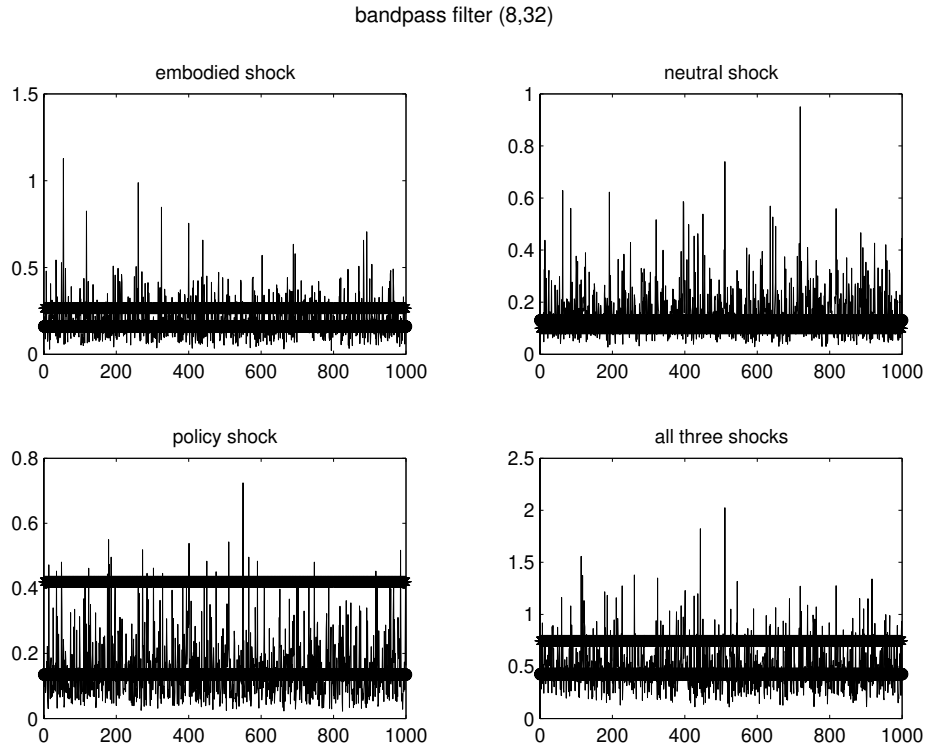 bandpass filter (8,32)
embodied shock
1.5
1
0.5
0
0 200 400 600 800 1000
neutral shock
1
0.8
0.6
0.4
0.2
0
0 200 400 600 800 1000
policy shock
0.8
0.6
0.4
0.2
0
0 200 400 600 800 1000
all three shocks
2.5
2
1.5
1
0.5
0
0 200 400 600 800 1000